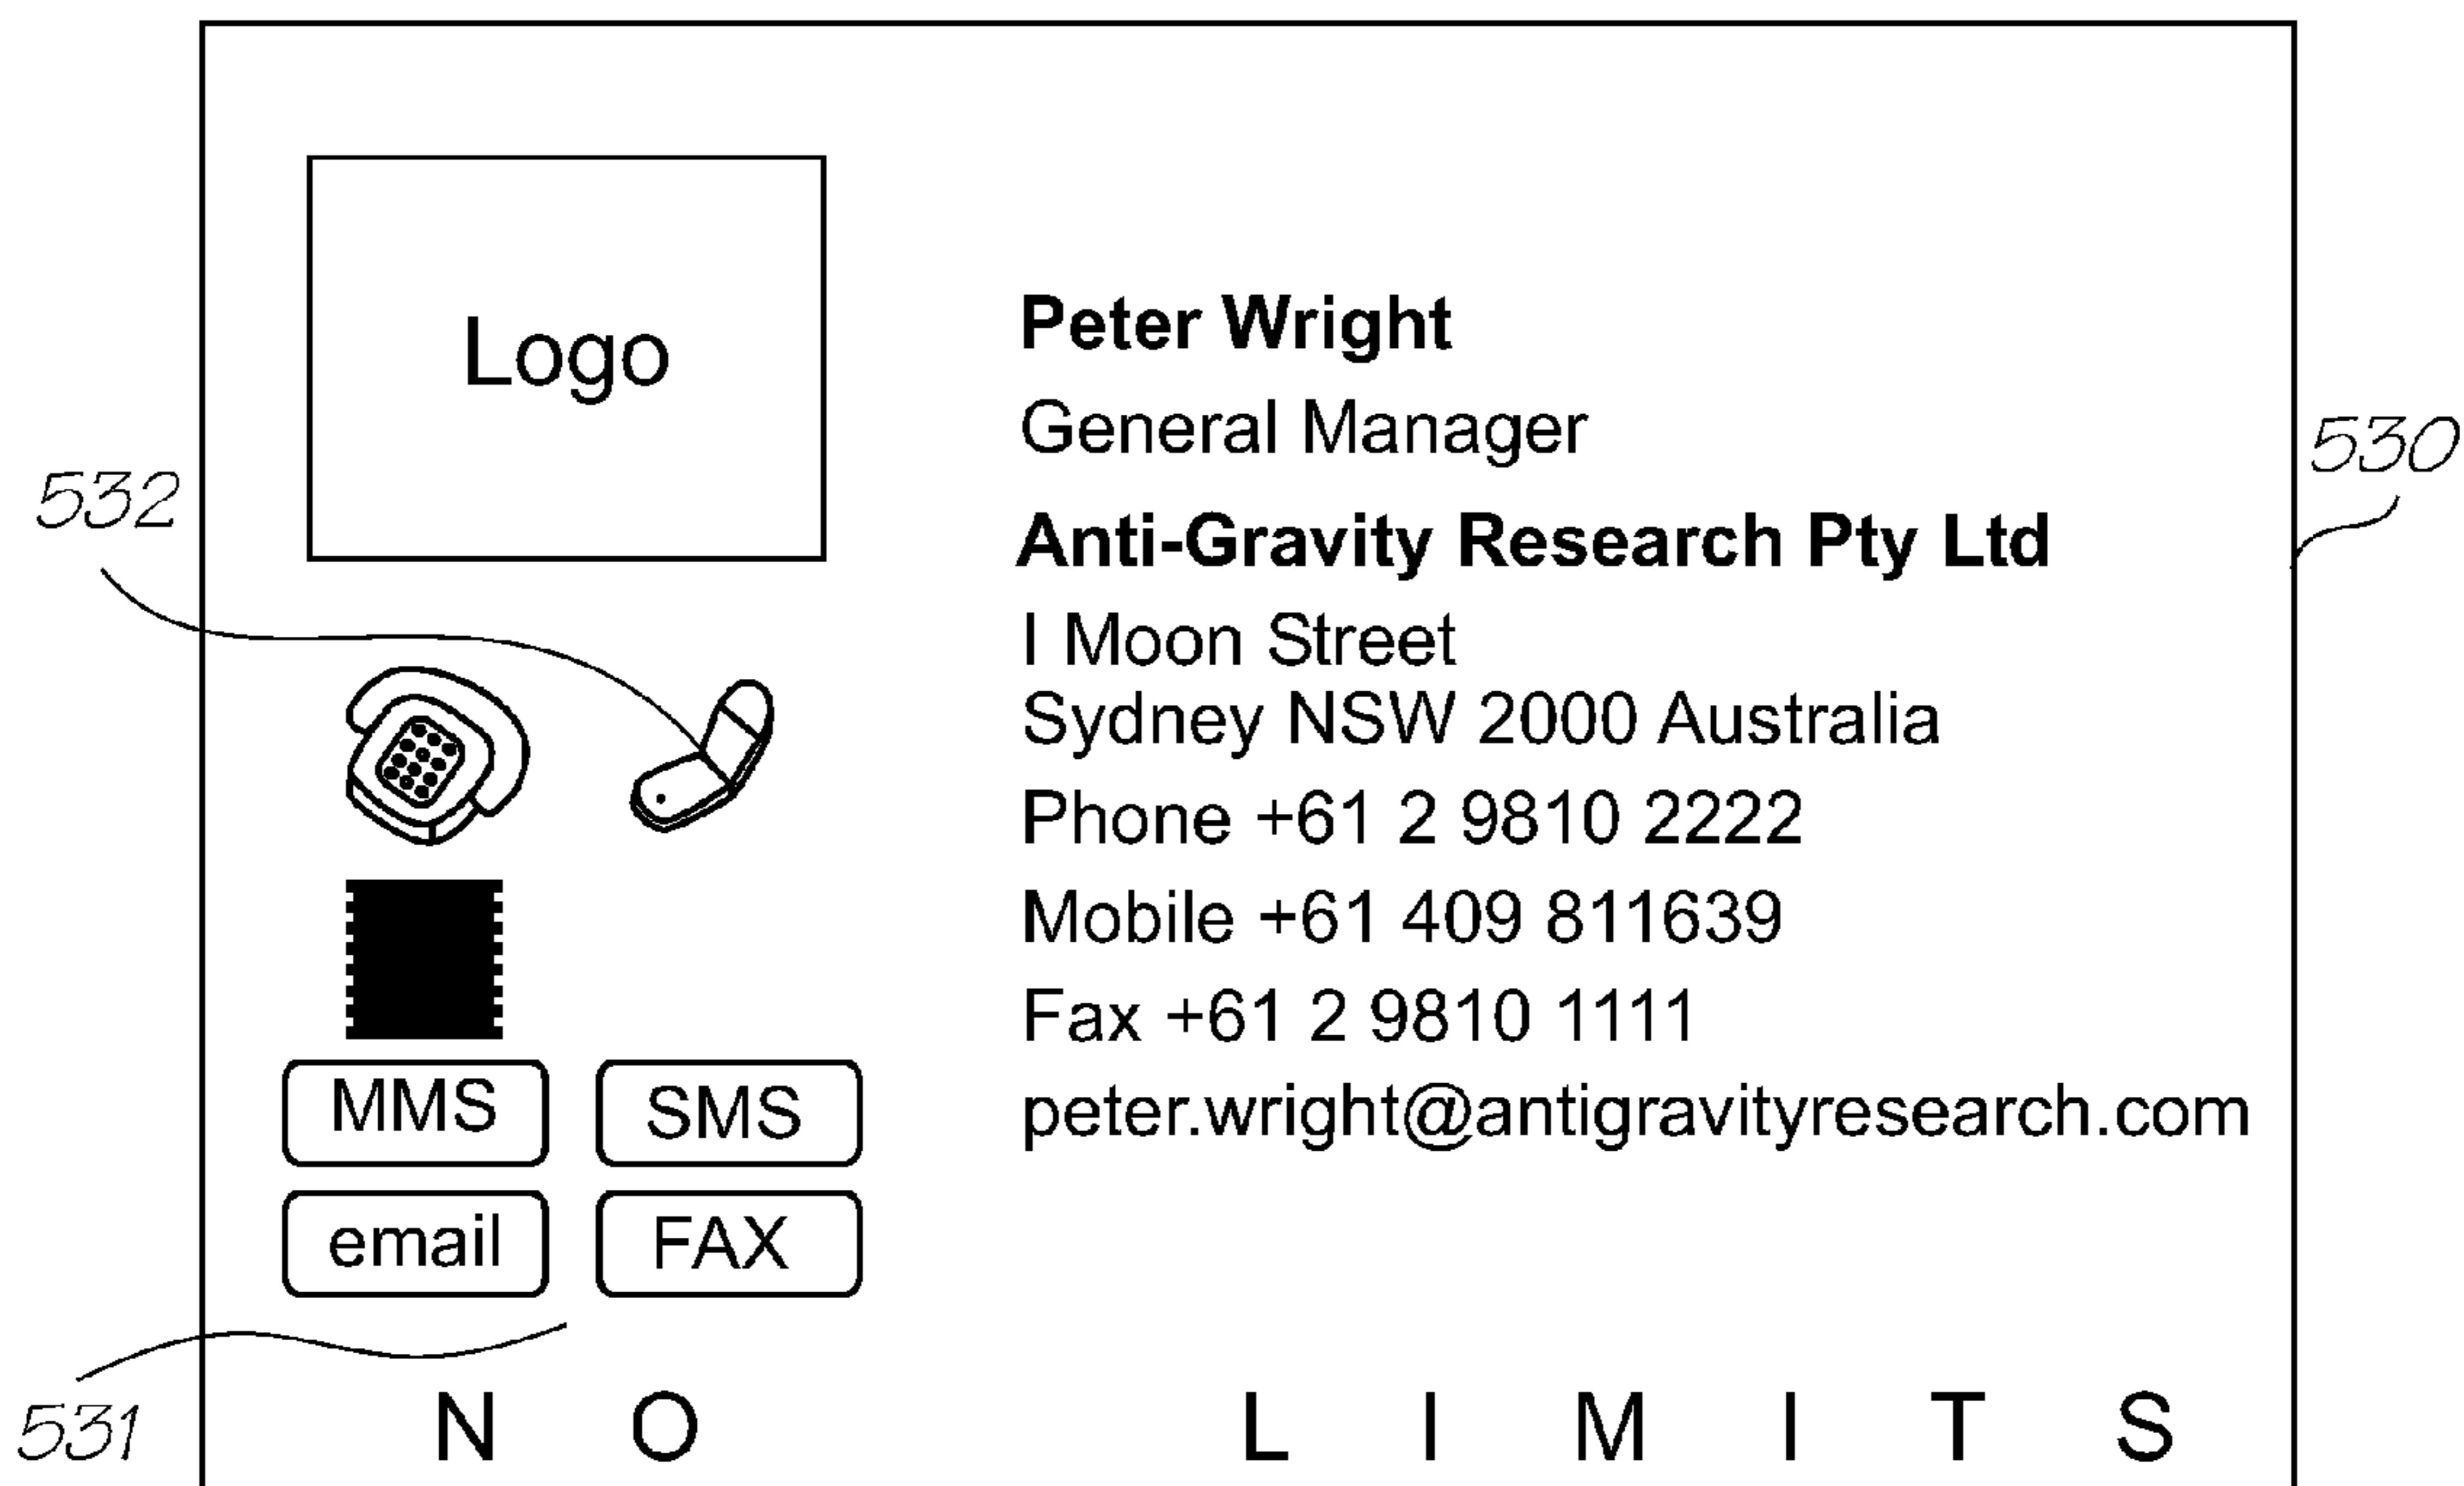 Logo
532
Peter Wright
General Manager
530
Anti-Gravity Research Pty Ltd
I Moon Street
Sydney NSW 2000 Australia
Phone +61 2 9810 2222
Mobile +61 409 811639
Fax +61 2 9810 1111
peter.wright@antigravityresearch.com
MMS SMS
email FAX
531
N O L I M I T S